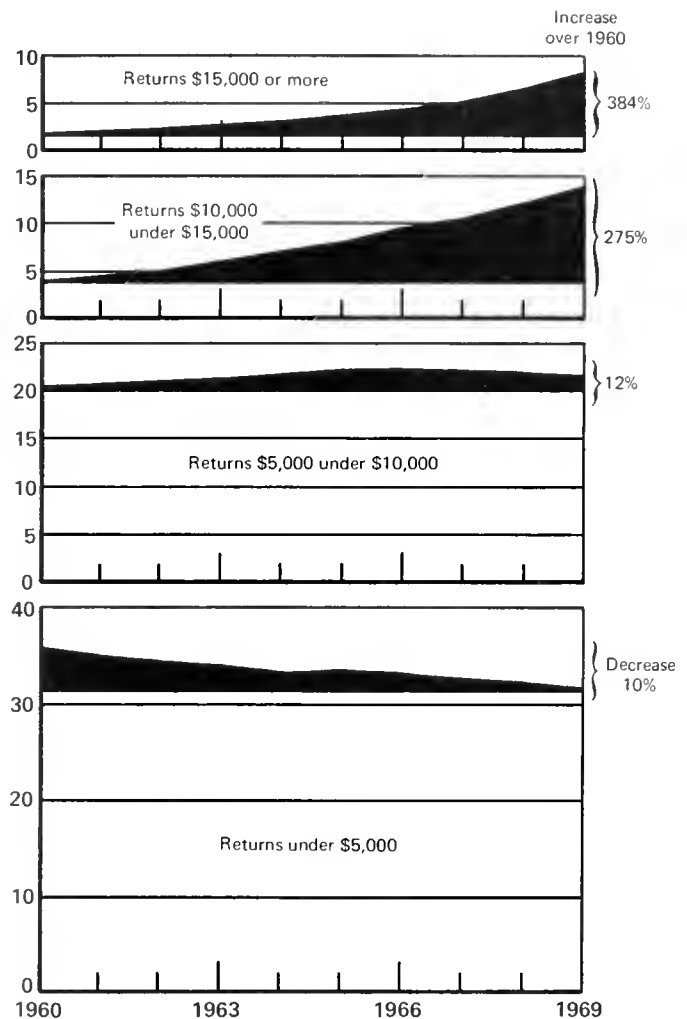 Increase
over 1960
10
Returns $15,000 or more
5
384%
0
15
Returns $10,000
under $15,000
10
275%
5
0
25
20
12%
15
Returns $5,000 under $10,000
10
5
0
40
Decrease
10%
30
20
Returns under $5,000
10
0
1960 1963 1966 1969